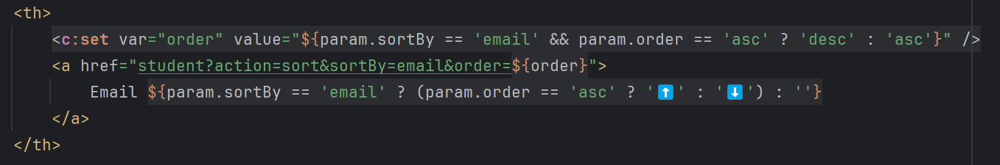 <th>
<c:set var="order" value="${param.sortBy == 'email' && param.order == 'asc' ? 'desc' : 'asc'}" />
<a href="student?action=sort&sortBy=email&order=${order}">
Email ${param.sortBy == 'email' ? (param.order == 'asc' ? '⬆️' : '⬇️') : ''}
</a>
</th>